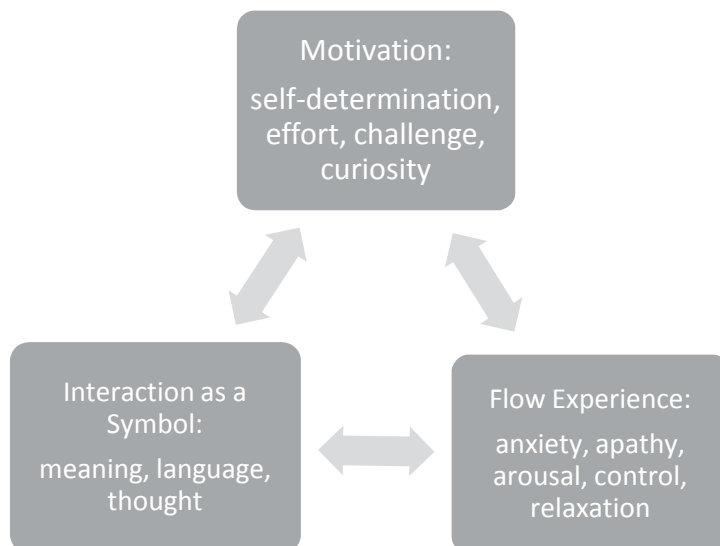 Motivation:
self-determination,
effort, challenge,
curiosity
Interaction as a
Symbol:
meaning, language,
thought
Flow Experience:
anxiety, apathy,
arousal, control,
relaxation